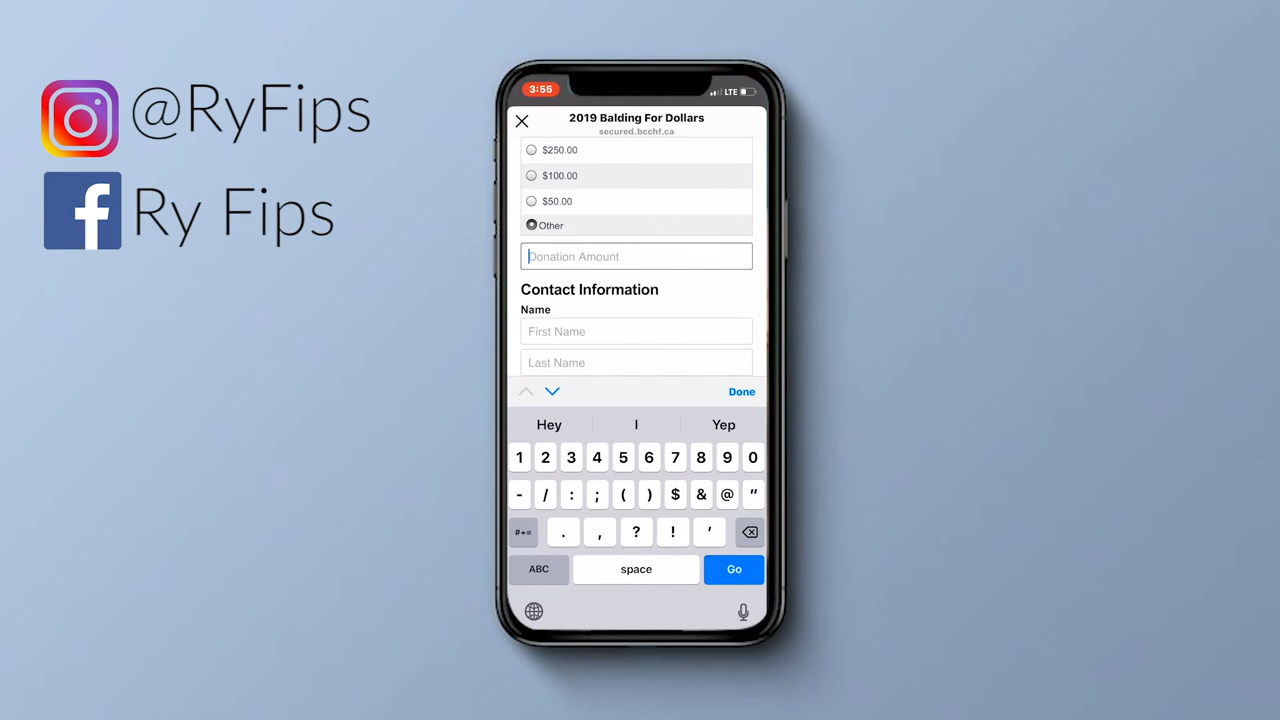 @RyFips
Ry Fips
3:55
LTE
2019 Balding For Dollars
secured.bcchf.ca
$250.00
$100.00
$50.00
Other
Donation Amount
Contact Information
Name
First Name
Last Name
Done
Hey I Yep
1 2 3 4 5 6 7 8 9 0
- / : ; ( ) $ & @ "
#+= . , ? ! '
ABC space Go